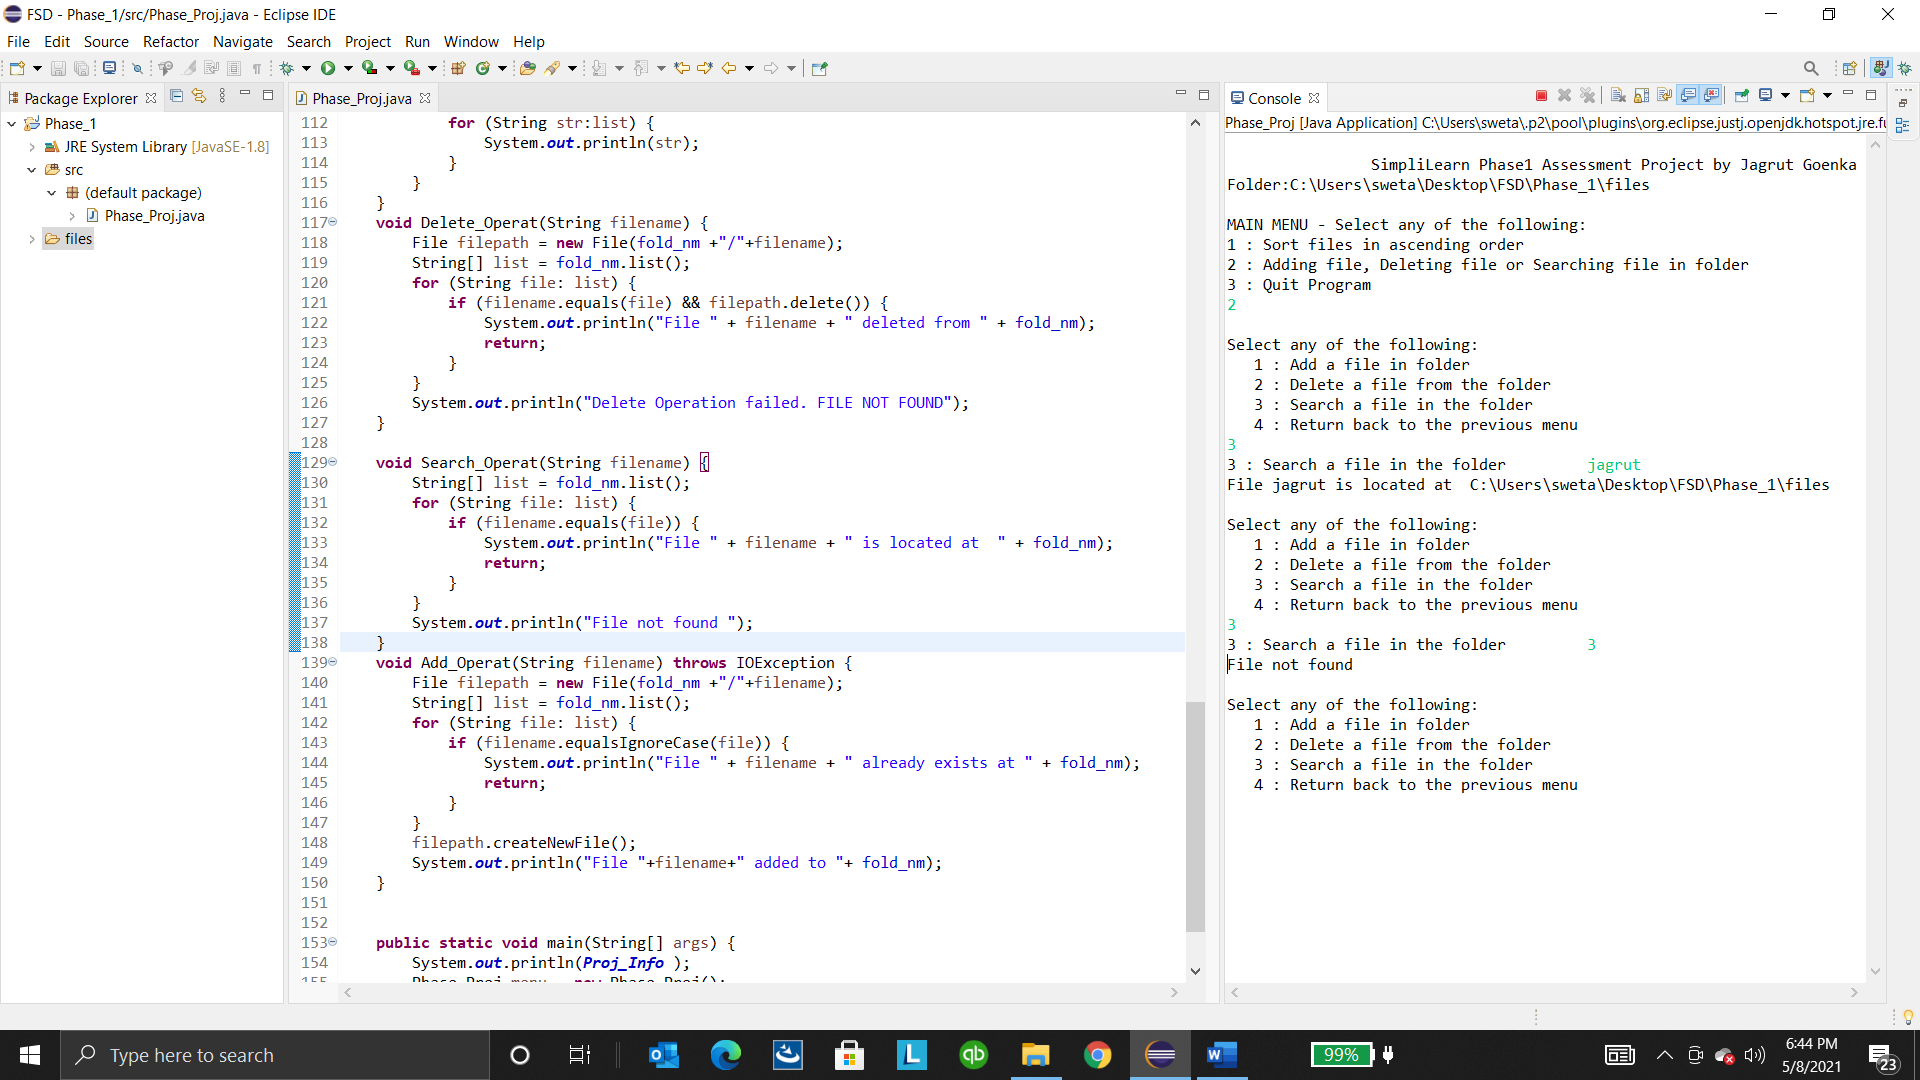 FSD - Phase_1/src/Phase_Proj.java - Eclipse IDE
File Edit Source Refactor Navigate Search Project Run Window Help
Package Explorer
Phase_1
JRE System Library [JavaSE-1.8]
src
(default package)
Phase_Proj.java
files
Phase_Proj.java
112 for (String str:list) {
113 System.out.println(str);
114 }
115 }
116 }
117 void Delete_Operat(String filename) {
118 File filepath = new File(fold_nm +"/"+filename);
119 String[] list = fold_nm.list();
120 for (String file: list) {
121 if (filename.equals(file) && filepath.delete()) {
122 System.out.println("File " + filename + " deleted from " + fold_nm);
123 return;
124 }
125 }
126 System.out.println("Delete Operation failed. FILE NOT FOUND");
127 }
128
129 void Search_Operat(String filename) {
130 String[] list = fold_nm.list();
131 for (String file: list) {
132 if (filename.equals(file)) {
133 System.out.println("File " + filename + " is located at  " + fold_nm);
134 return;
135 }
136 }
137 System.out.println("File not found ");
138 }
139 void Add_Operat(String filename) throws IOException {
140 File filepath = new File(fold_nm +"/"+filename);
141 String[] list = fold_nm.list();
142 for (String file: list) {
143 if (filename.equalsIgnoreCase(file)) {
144 System.out.println("File " + filename + " already exists at " + fold_nm);
145 return;
146 }
147 }
148 filepath.createNewFile();
149 System.out.println("File "+filename+" added to "+ fold_nm);
150 }
151
152
153 public static void main(String[] args) {
154 System.out.println(Proj_Info );
Console
Phase_Proj [Java Application] C:\Users\sweta\.p2\pool\plugins\org.eclipse.justj.openjdk.hotspot.jre.fu
SimpliLearn Phase1 Assessment Project by Jagrut Goenka
Folder:C:\Users\sweta\Desktop\FSD\Phase_1\files
MAIN MENU - Select any of the following:
1 : Sort files in ascending order
2 : Adding file, Deleting file or Searching file in folder
3 : Quit Program
2
Select any of the following:
1 : Add a file in folder
2 : Delete a file from the folder
3 : Search a file in the folder
4 : Return back to the previous menu
3
3 : Search a file in the folder jagrut
File jagrut is located at  C:\Users\sweta\Desktop\FSD\Phase_1\files
Select any of the following:
1 : Add a file in folder
2 : Delete a file from the folder
3 : Search a file in the folder
4 : Return back to the previous menu
3
3 : Search a file in the folder 3
File not found
Select any of the following:
1 : Add a file in folder
2 : Delete a file from the folder
3 : Search a file in the folder
4 : Return back to the previous menu
Type here to search
99%
6:44 PM
5/8/2021
23